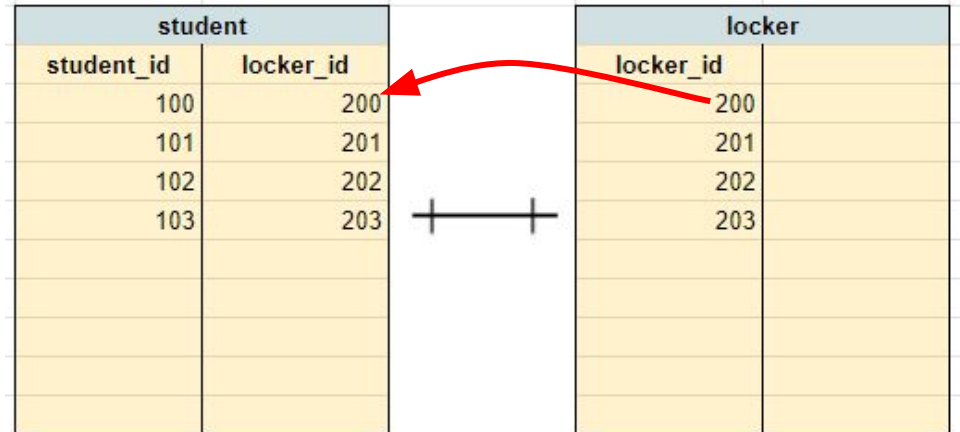 student locker
student_id locker_id locker_id
100 200 200
101 201 201
102 202 202
103 203 203